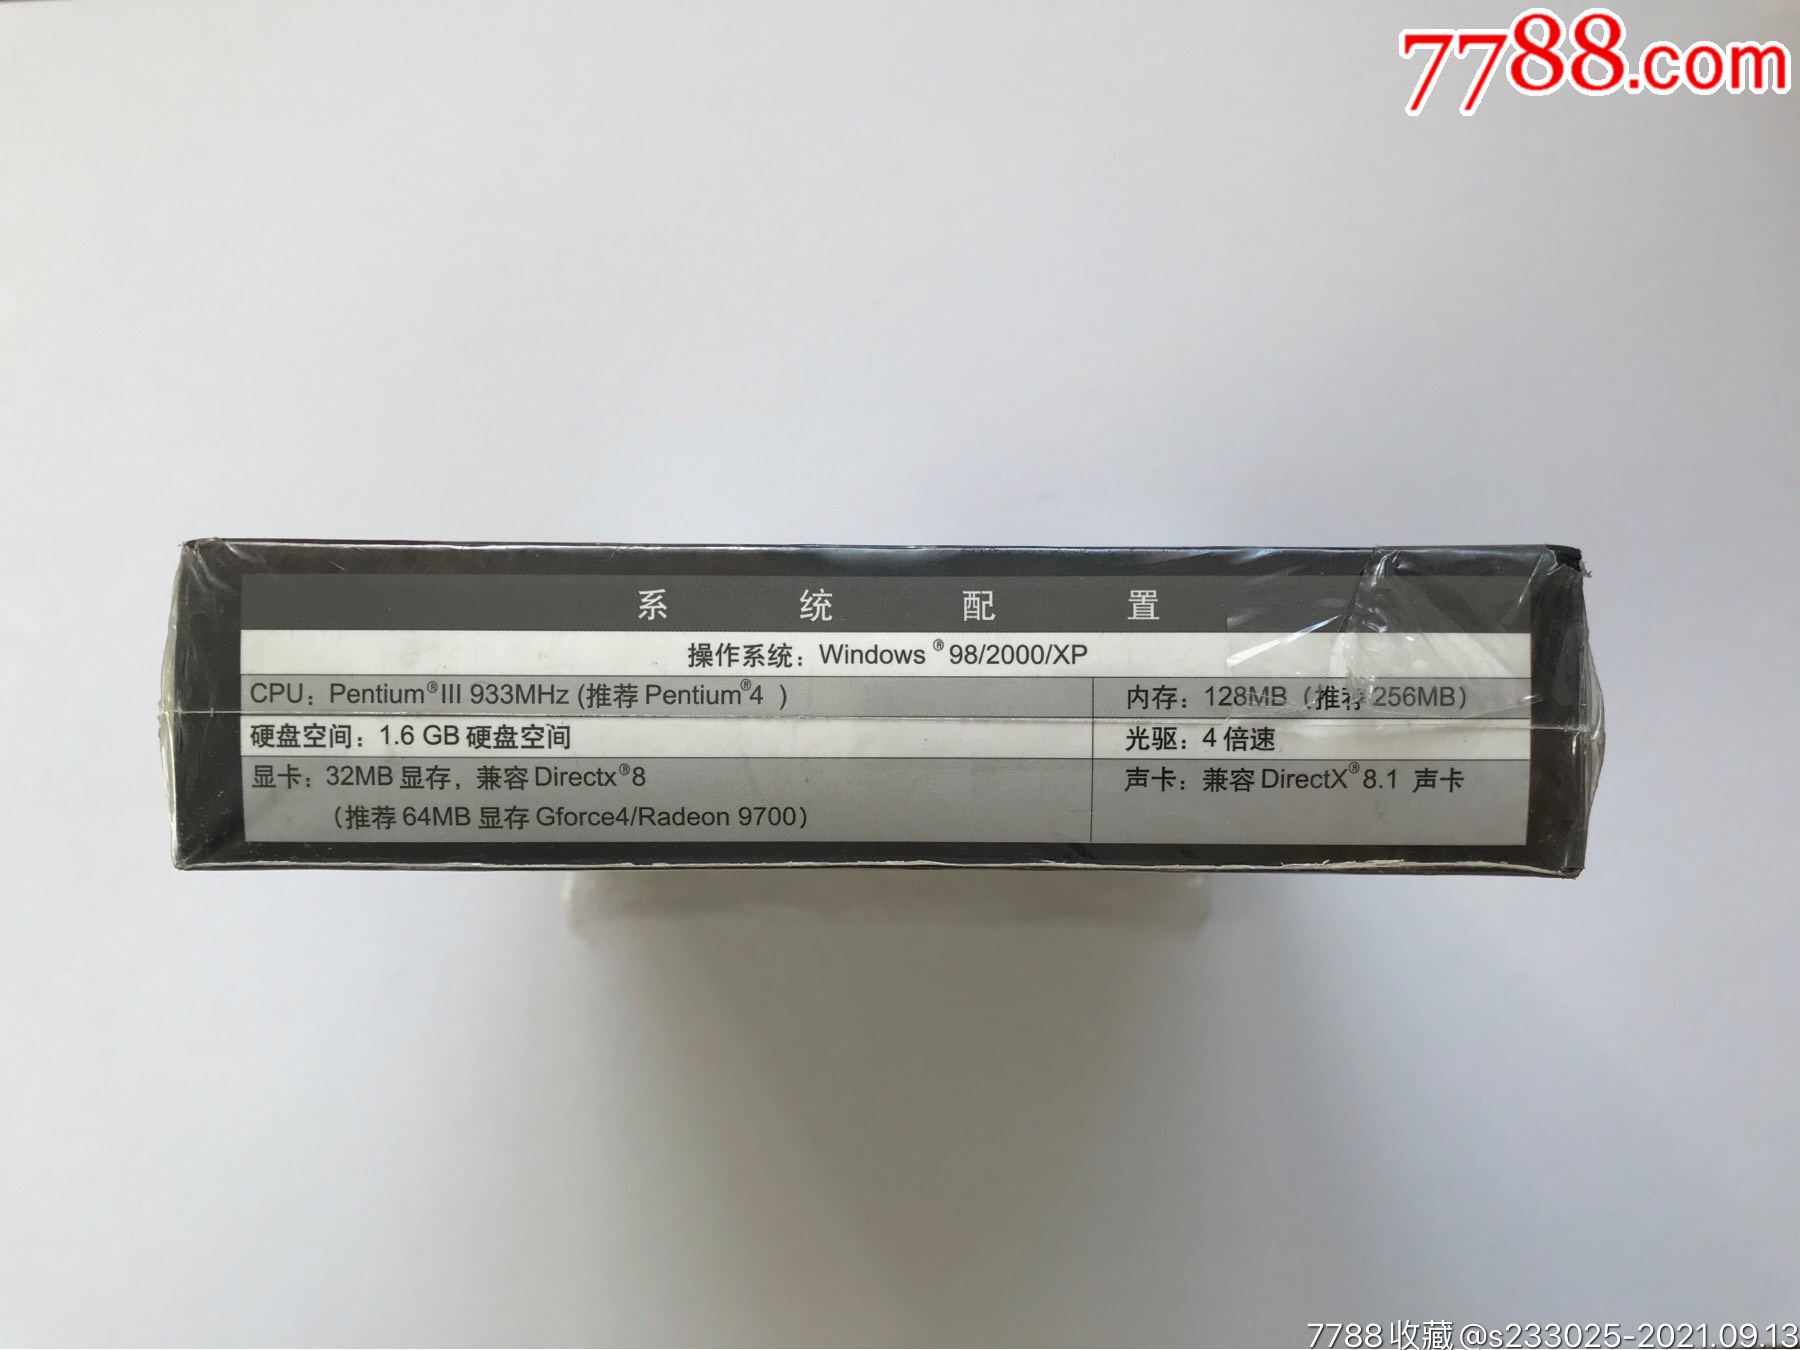 7788.com
系统配置
操作系统：Windows®98/2000/XP
CPU：Pentium®III 933MHz (推荐 Pentium®4 )
内存：128MB（推荐 256MB）
硬盘空间：1.6 GB 硬盘空间
光驱：4 倍速
显卡：32MB 显存，兼容 Directx®8
（推荐 64MB 显存 Gforce4/Radeon 9700）
声卡：兼容 DirectX®8.1 声卡
7788收藏@s233025-2021.09.13